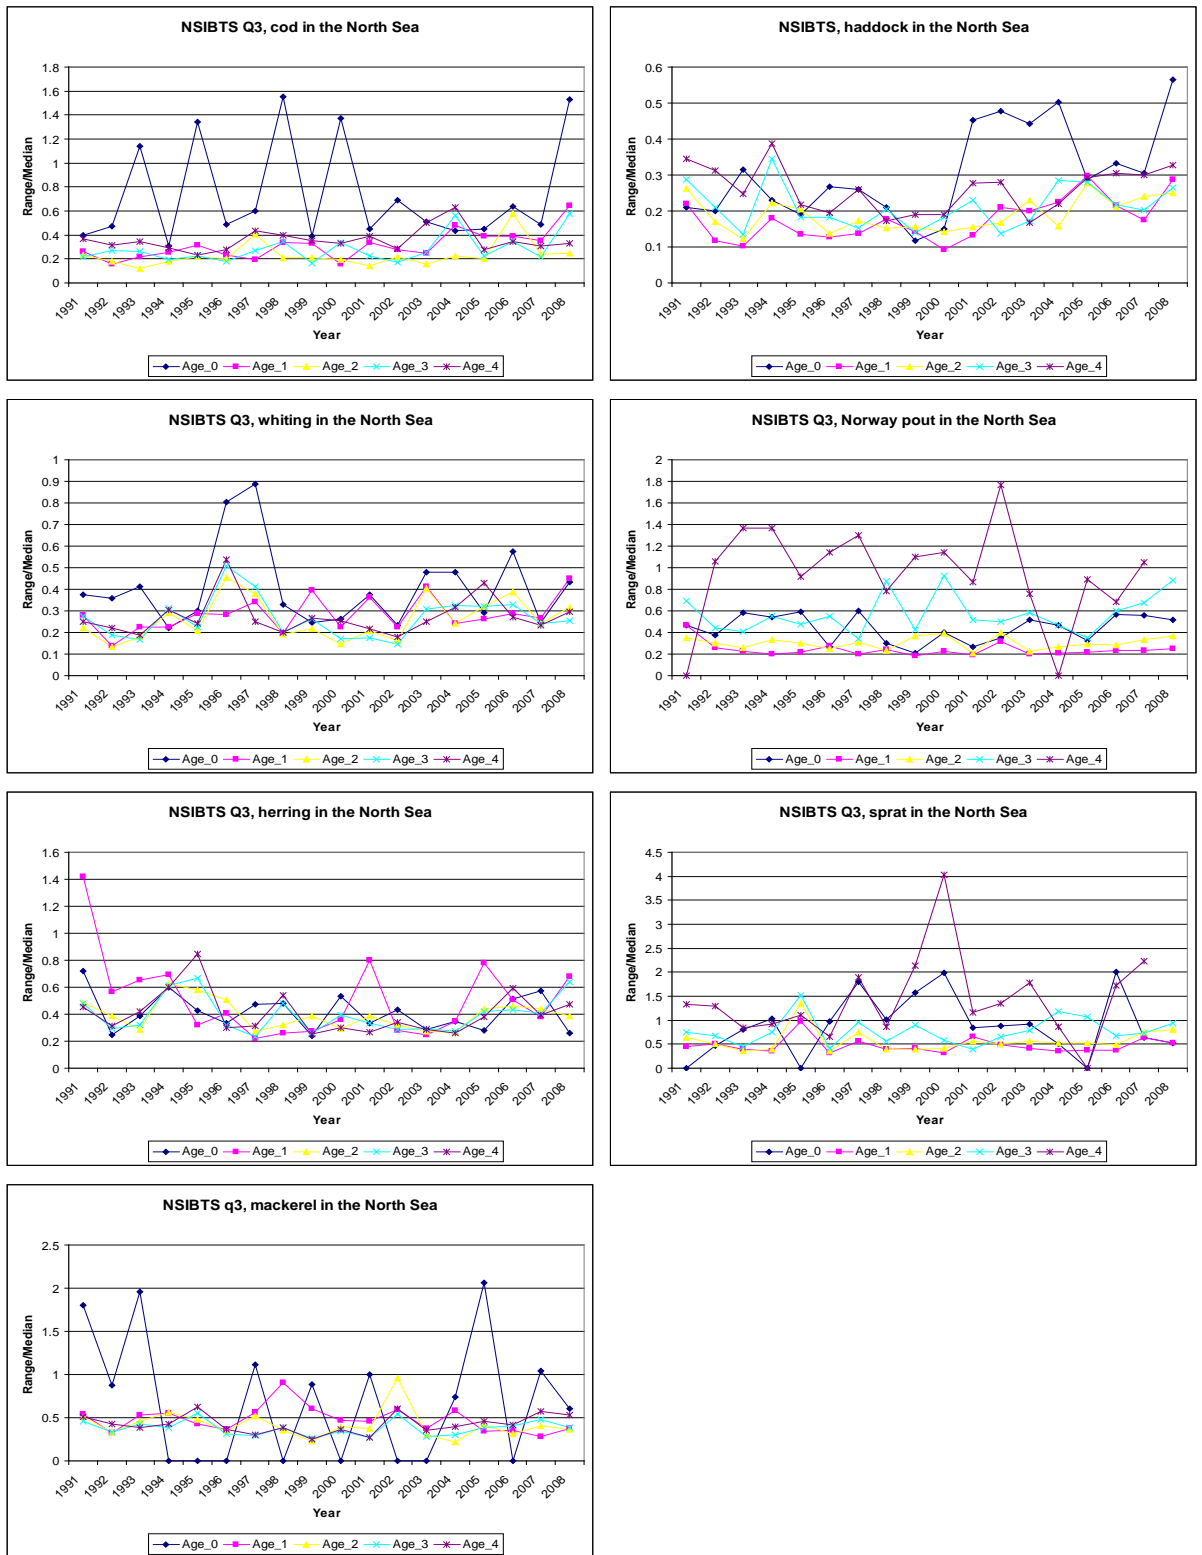 NSIBTS Q3, cod in the North Sea
1.8
1.6
1.4
1.2
1
0.8
0.6
0.4
0.2
0
Range/Median
1991 1992 1993 1994 1995 1996 1997 1998 1999 2000 2001 2002 2003 2004 2005 2006 2007 2008
Year
Age_0 Age_1 Age_2 Age_3 Age_4
NSIBTS, haddock in the North Sea
0.6
0.5
0.4
0.3
0.2
0.1
0
Range/Median
1991 1992 1993 1994 1995 1996 1997 1998 1999 2000 2001 2002 2003 2004 2005 2006 2007 2008
Year
Age_0 Age_1 Age_2 Age_3 Age_4
NSIBTS Q3, whiting in the North Sea
1
0.9
0.8
0.7
0.6
0.5
0.4
0.3
0.2
0.1
0
Range/Median
1991 1992 1993 1994 1995 1996 1997 1998 1999 2000 2001 2002 2003 2004 2005 2006 2007 2008
Year
Age_0 Age_1 Age_2 Age_3 Age_4
NSIBTS Q3, Norway pout in the North Sea
2
1.8
1.6
1.4
1.2
1
0.8
0.6
0.4
0.2
0
Range/Median
1991 1992 1993 1994 1995 1996 1997 1998 1999 2000 2001 2002 2003 2004 2005 2006 2007 2008
Year
Age_0 Age_1 Age_2 Age_3 Age_4
NSIBTS Q3, herring in the North Sea
1.6
1.4
1.2
1
0.8
0.6
0.4
0.2
0
Range/Median
1991 1992 1993 1994 1995 1996 1997 1998 1999 2000 2001 2002 2003 2004 2005 2006 2007 2008
Year
Age_0 Age_1 Age_2 Age_3 Age_4
NSIBTS Q3, sprat in the North Sea
4.5
4
3.5
3
2.5
2
1.5
1
0.5
0
Range/Median
1991 1992 1993 1994 1995 1996 1997 1998 1999 2000 2001 2002 2003 2004 2005 2006 2007 2008
Year
Age_0 Age_1 Age_2 Age_3 Age_4
NSIBTS q3, mackerel in the North Sea
2.5
2
1.5
1
0.5
0
Range/Median
1991 1992 1993 1994 1995 1996 1997 1998 1999 2000 2001 2002 2003 2004 2005 2006 2007 2008
Year
Age_0 Age_1 Age_2 Age_3 Age_4